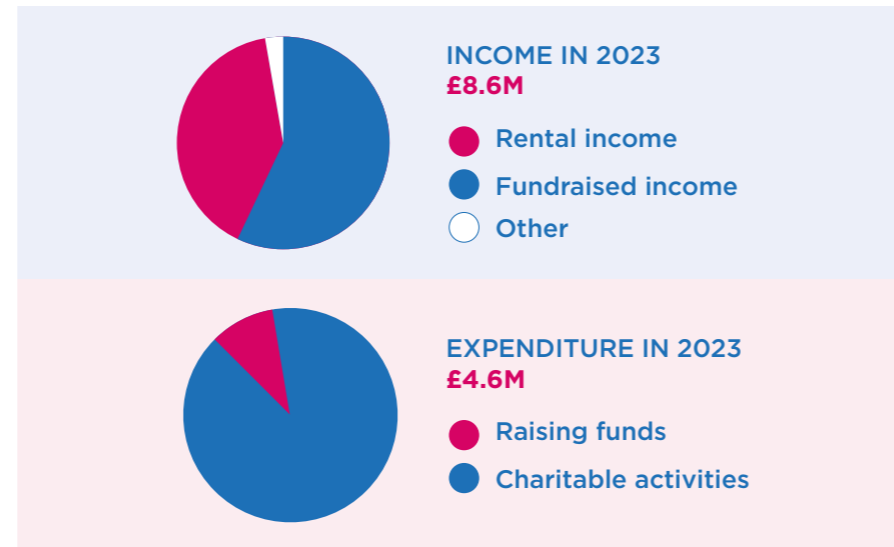 INCOME IN 2023
£8.6M
Rental income
Fundraised income
Other
EXPENDITURE IN 2023
£4.6M
Raising funds
Charitable activities